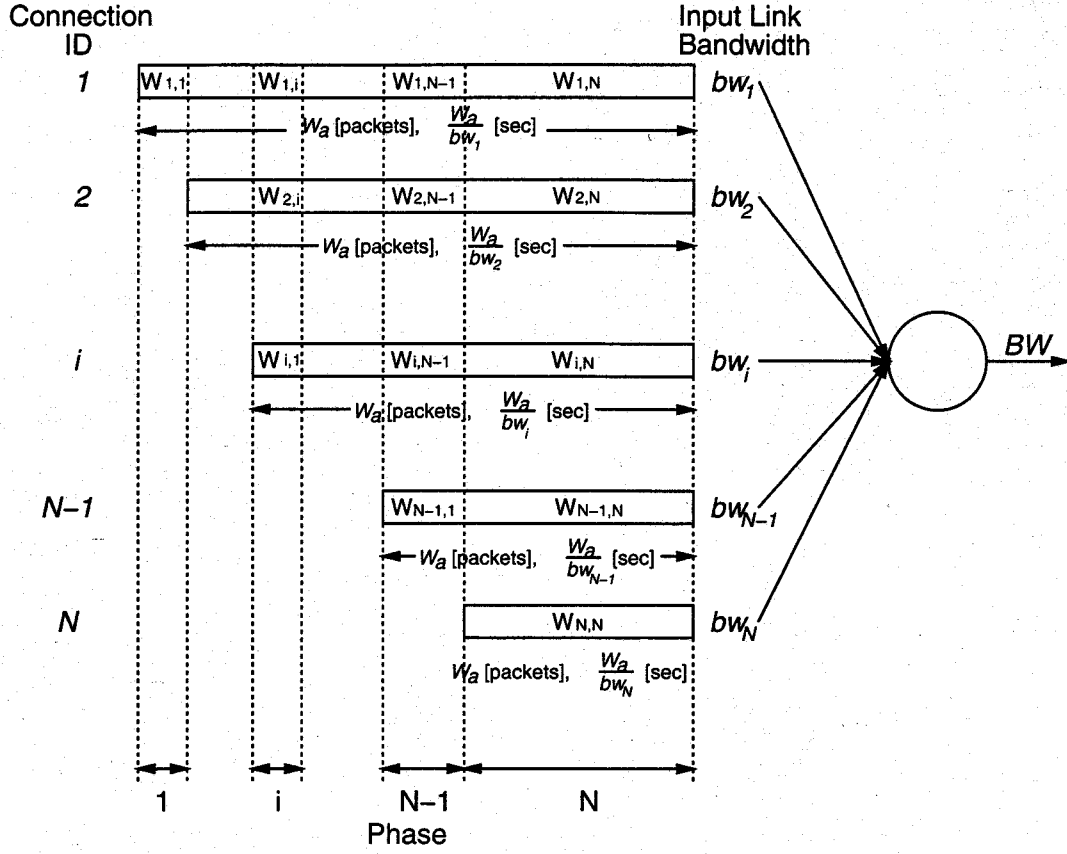 Connection ID
Input Link Bandwidth
1 W1,1 W1,i W1,N−1 W1,N bw1
Wa [packets], Wa/bw1 [sec]
2 W2,i W2,N−1 W2,N bw2
Wa [packets], Wa/bw2 [sec]
BW
i Wi,1 Wi,N−1 Wi,N bwi
Wa [packets], Wa/bwi [sec]
N−1 WN−1,1 WN−1,N bwN−1
Wa [packets], Wa/bwN−1 [sec]
N WN,N bwN
Wa [packets], Wa/bwN [sec]
1 i N−1 N
Phase